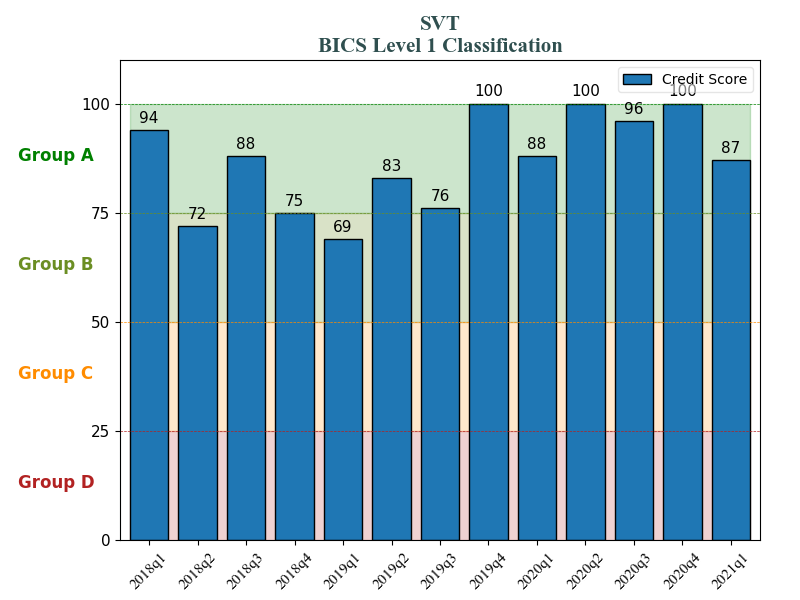 SVT
BICS Level 1 Classification
Credit Score
100
75
50
25
0
Group A
Group B
Group C
Group D
94
72
88
75
69
83
76
100
88
100
96
100
87
2018q1
2018q2
2018q3
2018q4
2019q1
2019q2
2019q3
2019q4
2020q1
2020q2
2020q3
2020q4
2021q1